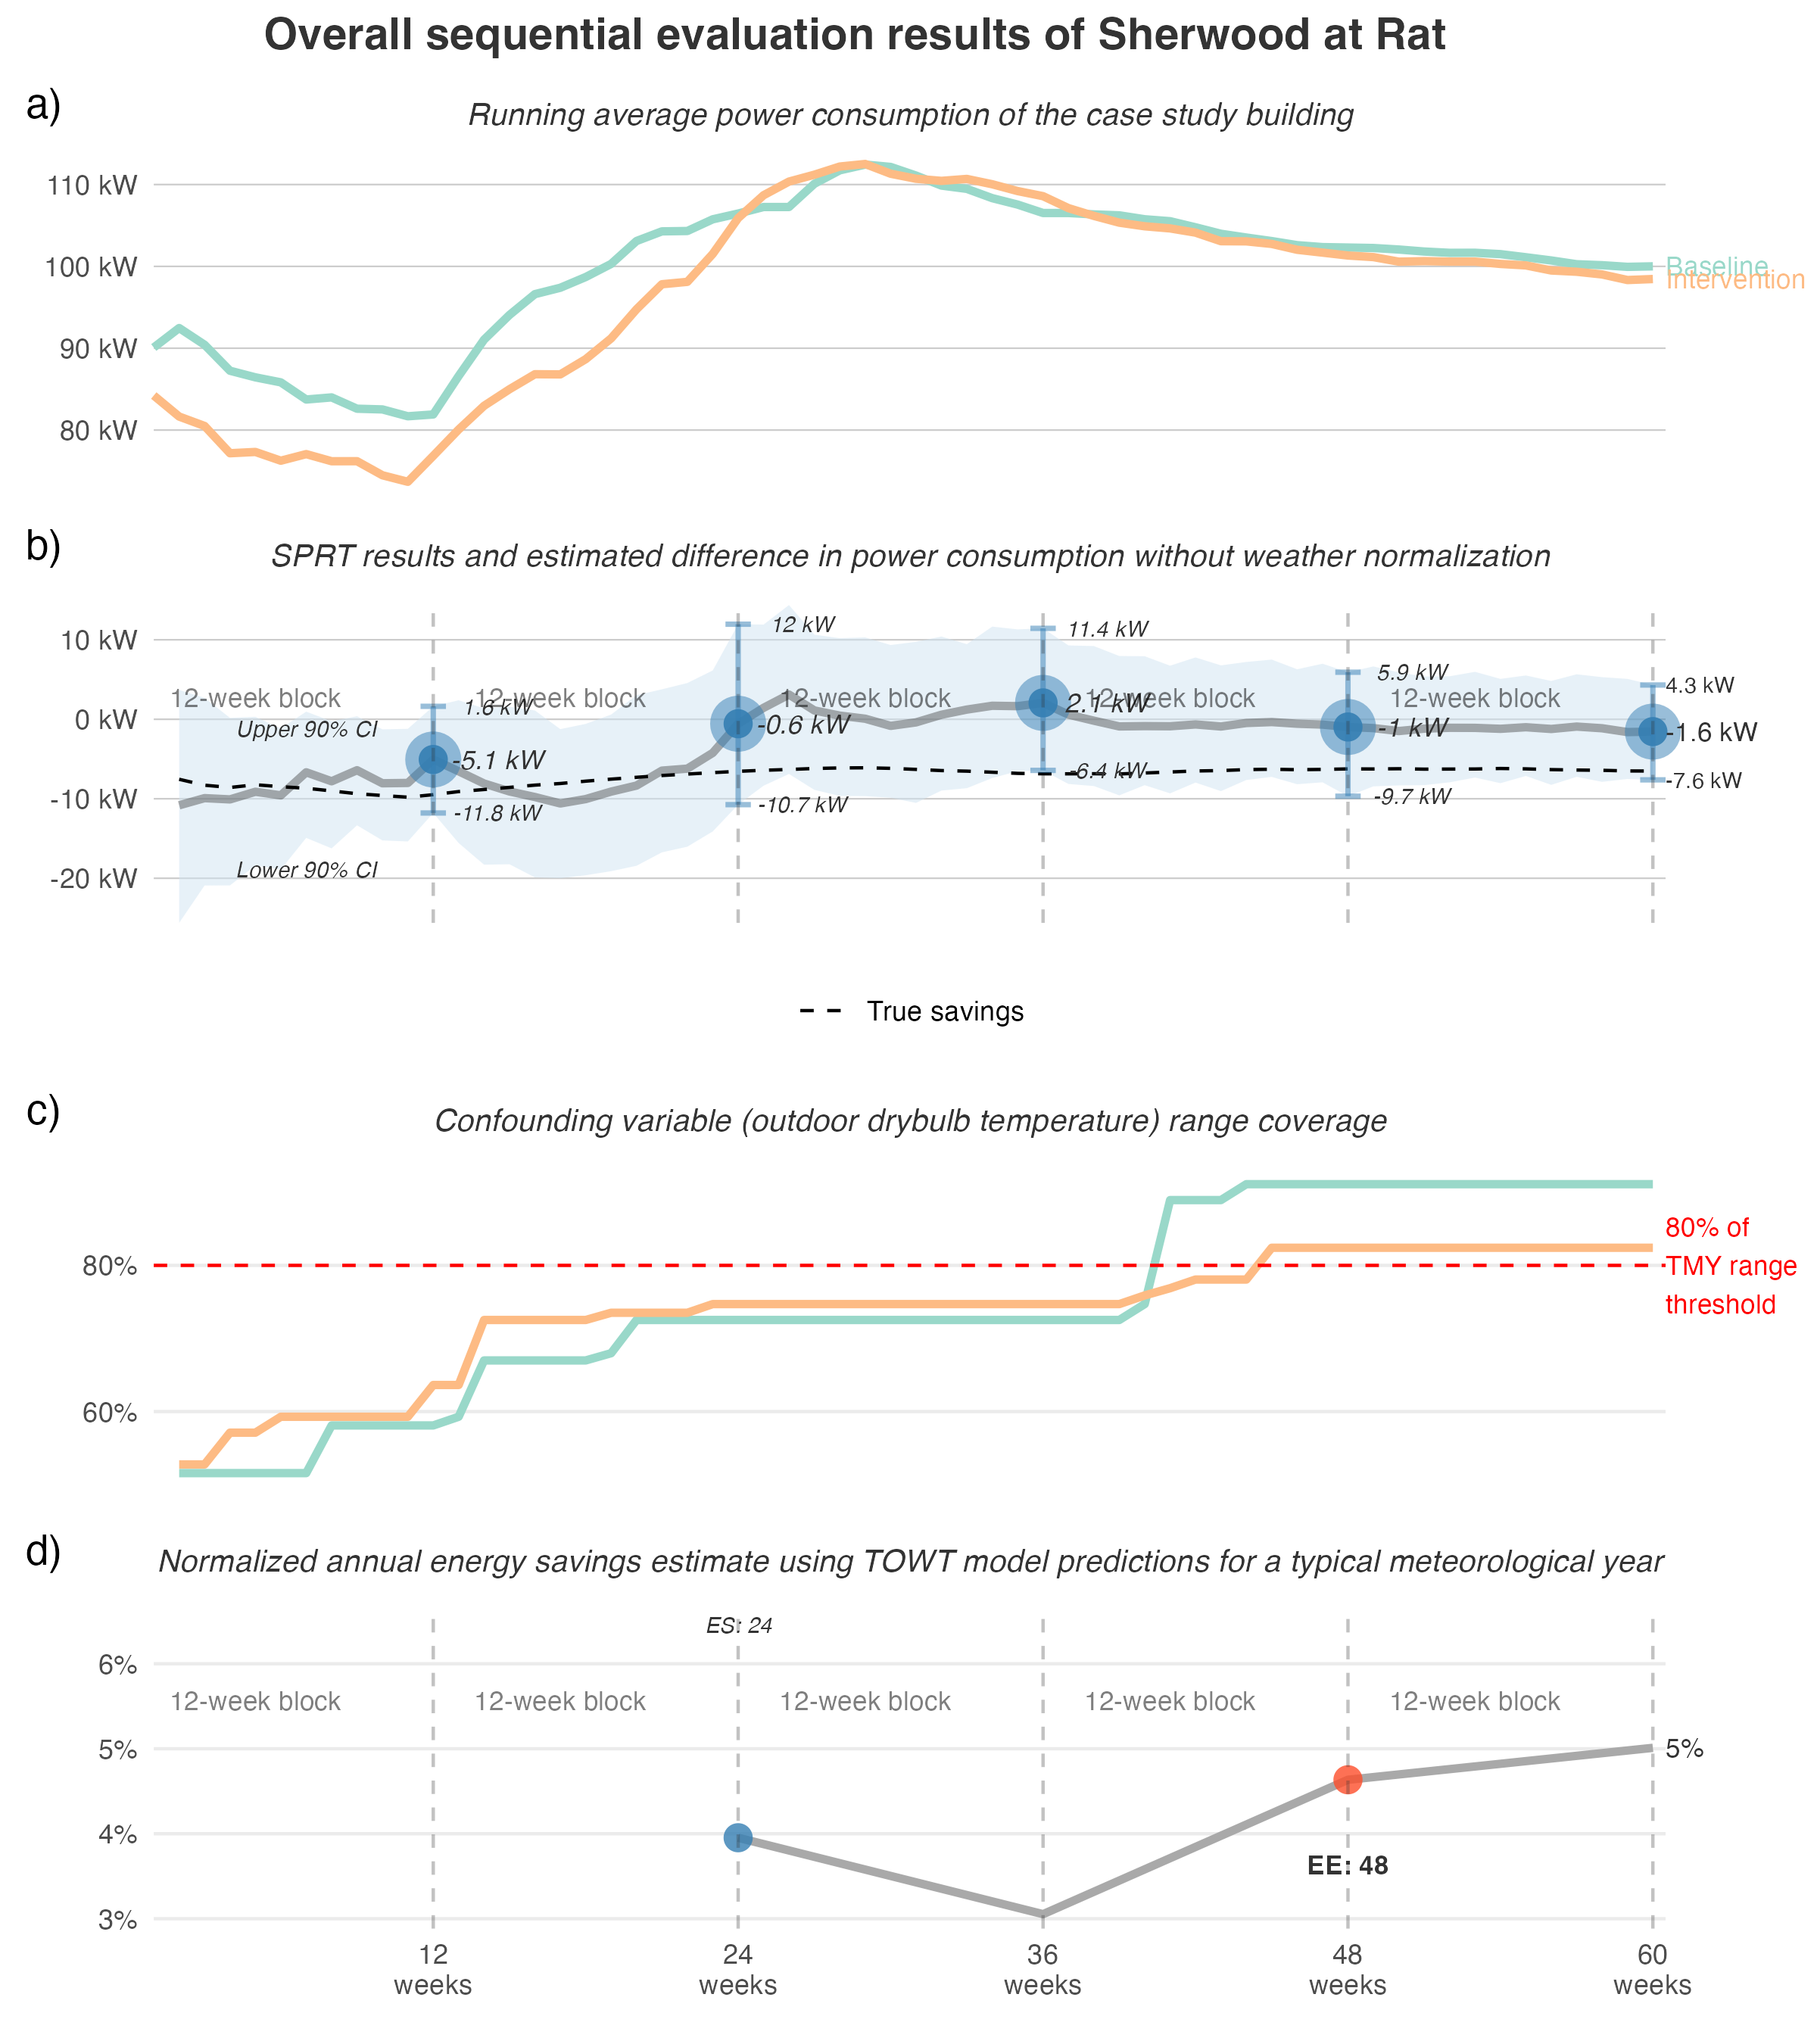 Overall sequential evaluation results of Sherwood at Rat
a)
Running average power consumption of the case study building
110 kW
100 kW
90 kW
80 kW
Baseline
Intervention
b)
SPRT results and estimated difference in power consumption without weather normalization
10 kW
0 kW
-10 kW
-20 kW
12-week block
12-week block
12-week block
12-week block
12-week block
Upper 90% CI
Lower 90% CI
1.6 kW
-5.1 kW
-11.8 kW
12 kW
-0.6 kW
-10.7 kW
11.4 kW
2.1 kW
-6.4 kW
5.9 kW
-1 kW
-9.7 kW
4.3 kW
-1.6 kW
-7.6 kW
True savings
c)
Confounding variable (outdoor drybulb temperature) range coverage
80%
60%
80% of
TMY range
threshold
d)
Normalized annual energy savings estimate using TOWT model predictions for a typical meteorological year
ES: 24
6%
5%
4%
3%
12-week block
12-week block
12-week block
12-week block
12-week block
5%
EE: 48
12
weeks
24
weeks
36
weeks
48
weeks
60
weeks